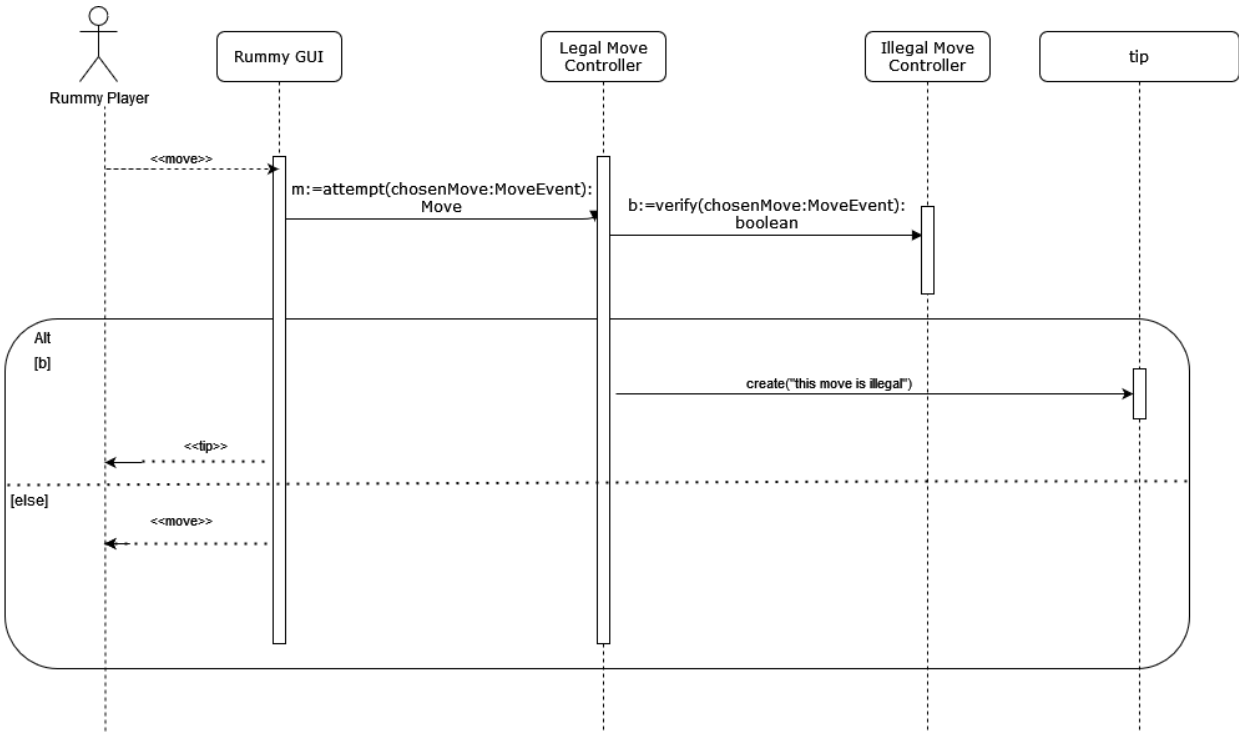 Rummy Player
Rummy GUI
Legal Move
Controller
Illegal Move
Controller
tip
<<move>>
m:=attempt(chosenMove:MoveEvent):
Move
b:=verify(chosenMove:MoveEvent):
boolean
Alt
[b]
create("this move is illegal")
<<tip>>
[else]
<<move>>